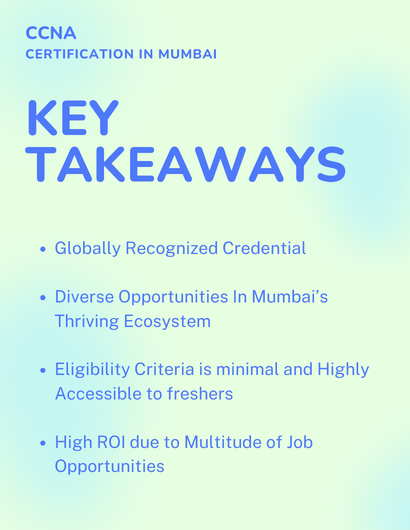 CCNA
CERTIFICATION IN MUMBAI
KEY
TAKEAWAYS
• Globally Recognized Credential
• Diverse Opportunities In Mumbai's
Thriving Ecosystem
• Eligibility Criteria is minimal and Highly
Accessible to freshers
• High ROI due to Multitude of Job
Opportunities